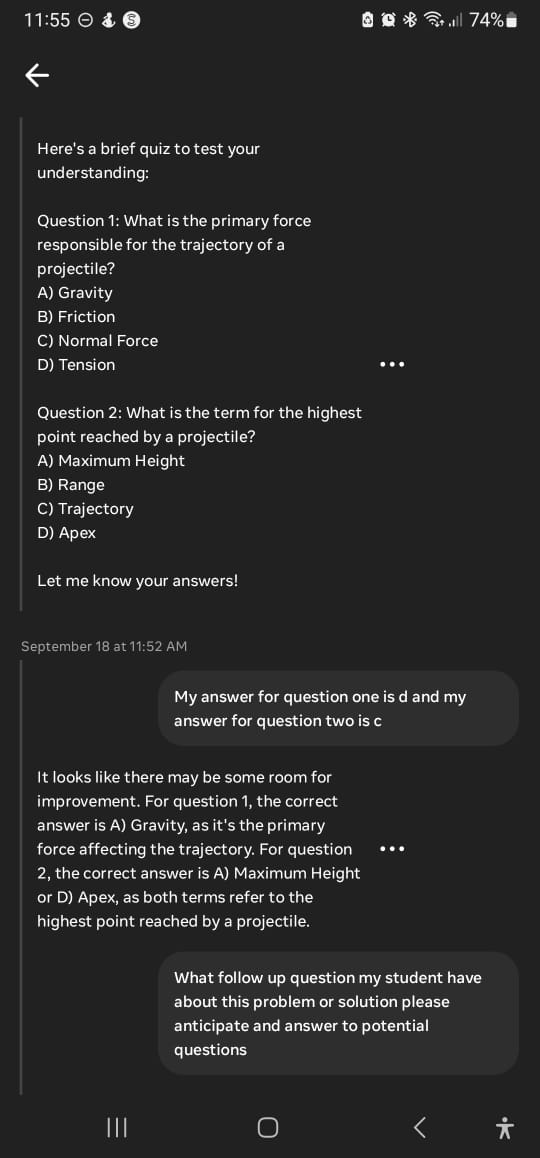 11:55
74%
Here's a brief quiz to test your
understanding:
Question 1: What is the primary force
responsible for the trajectory of a
projectile?
A) Gravity
B) Friction
C) Normal Force
D) Tension
Question 2: What is the term for the highest
point reached by a projectile?
A) Maximum Height
B) Range
C) Trajectory
D) Apex
Let me know your answers!
September 18 at 11:52 AM
My answer for question one is d and my
answer for question two is c
It looks like there may be some room for
improvement. For question 1, the correct
answer is A) Gravity, as it's the primary
force affecting the trajectory. For question
2, the correct answer is A) Maximum Height
or D) Apex, as both terms refer to the
highest point reached by a projectile.
What follow up question my student have
about this problem or solution please
anticipate and answer to potential
questions